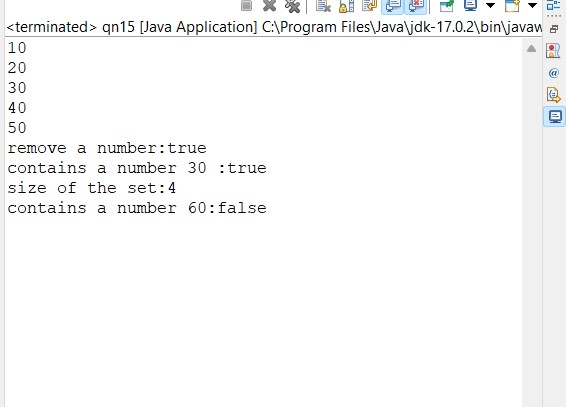 <terminated> qn15 [Java Application] C:\Program Files\Java\jdk-17.0.2\bin\javaw
10
20
30
40
50
remove a number:true
contains a number 30 :true
size of the set:4
contains a number 60:false